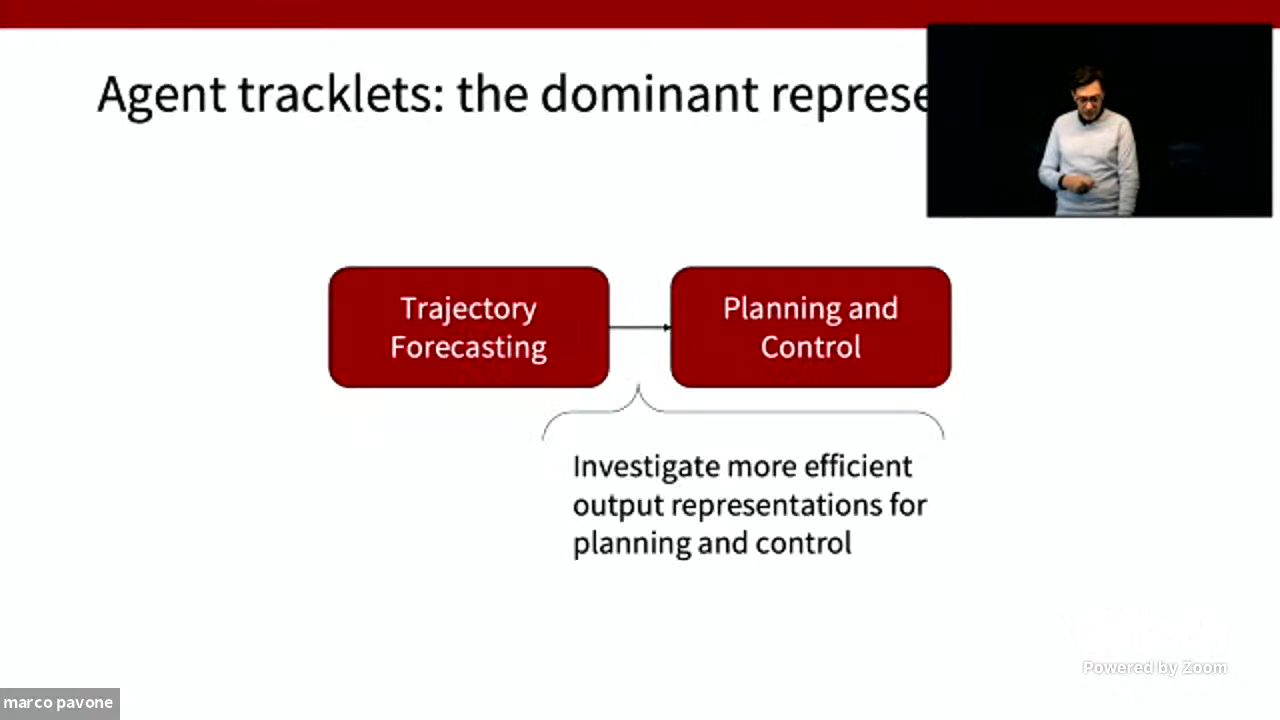 Agent tracklets: the dominant
Trajectory
Forecasting
Planning and
Control
Investigate more efficient
output representations for
planning and control
Powered by Zoom
marco pavone